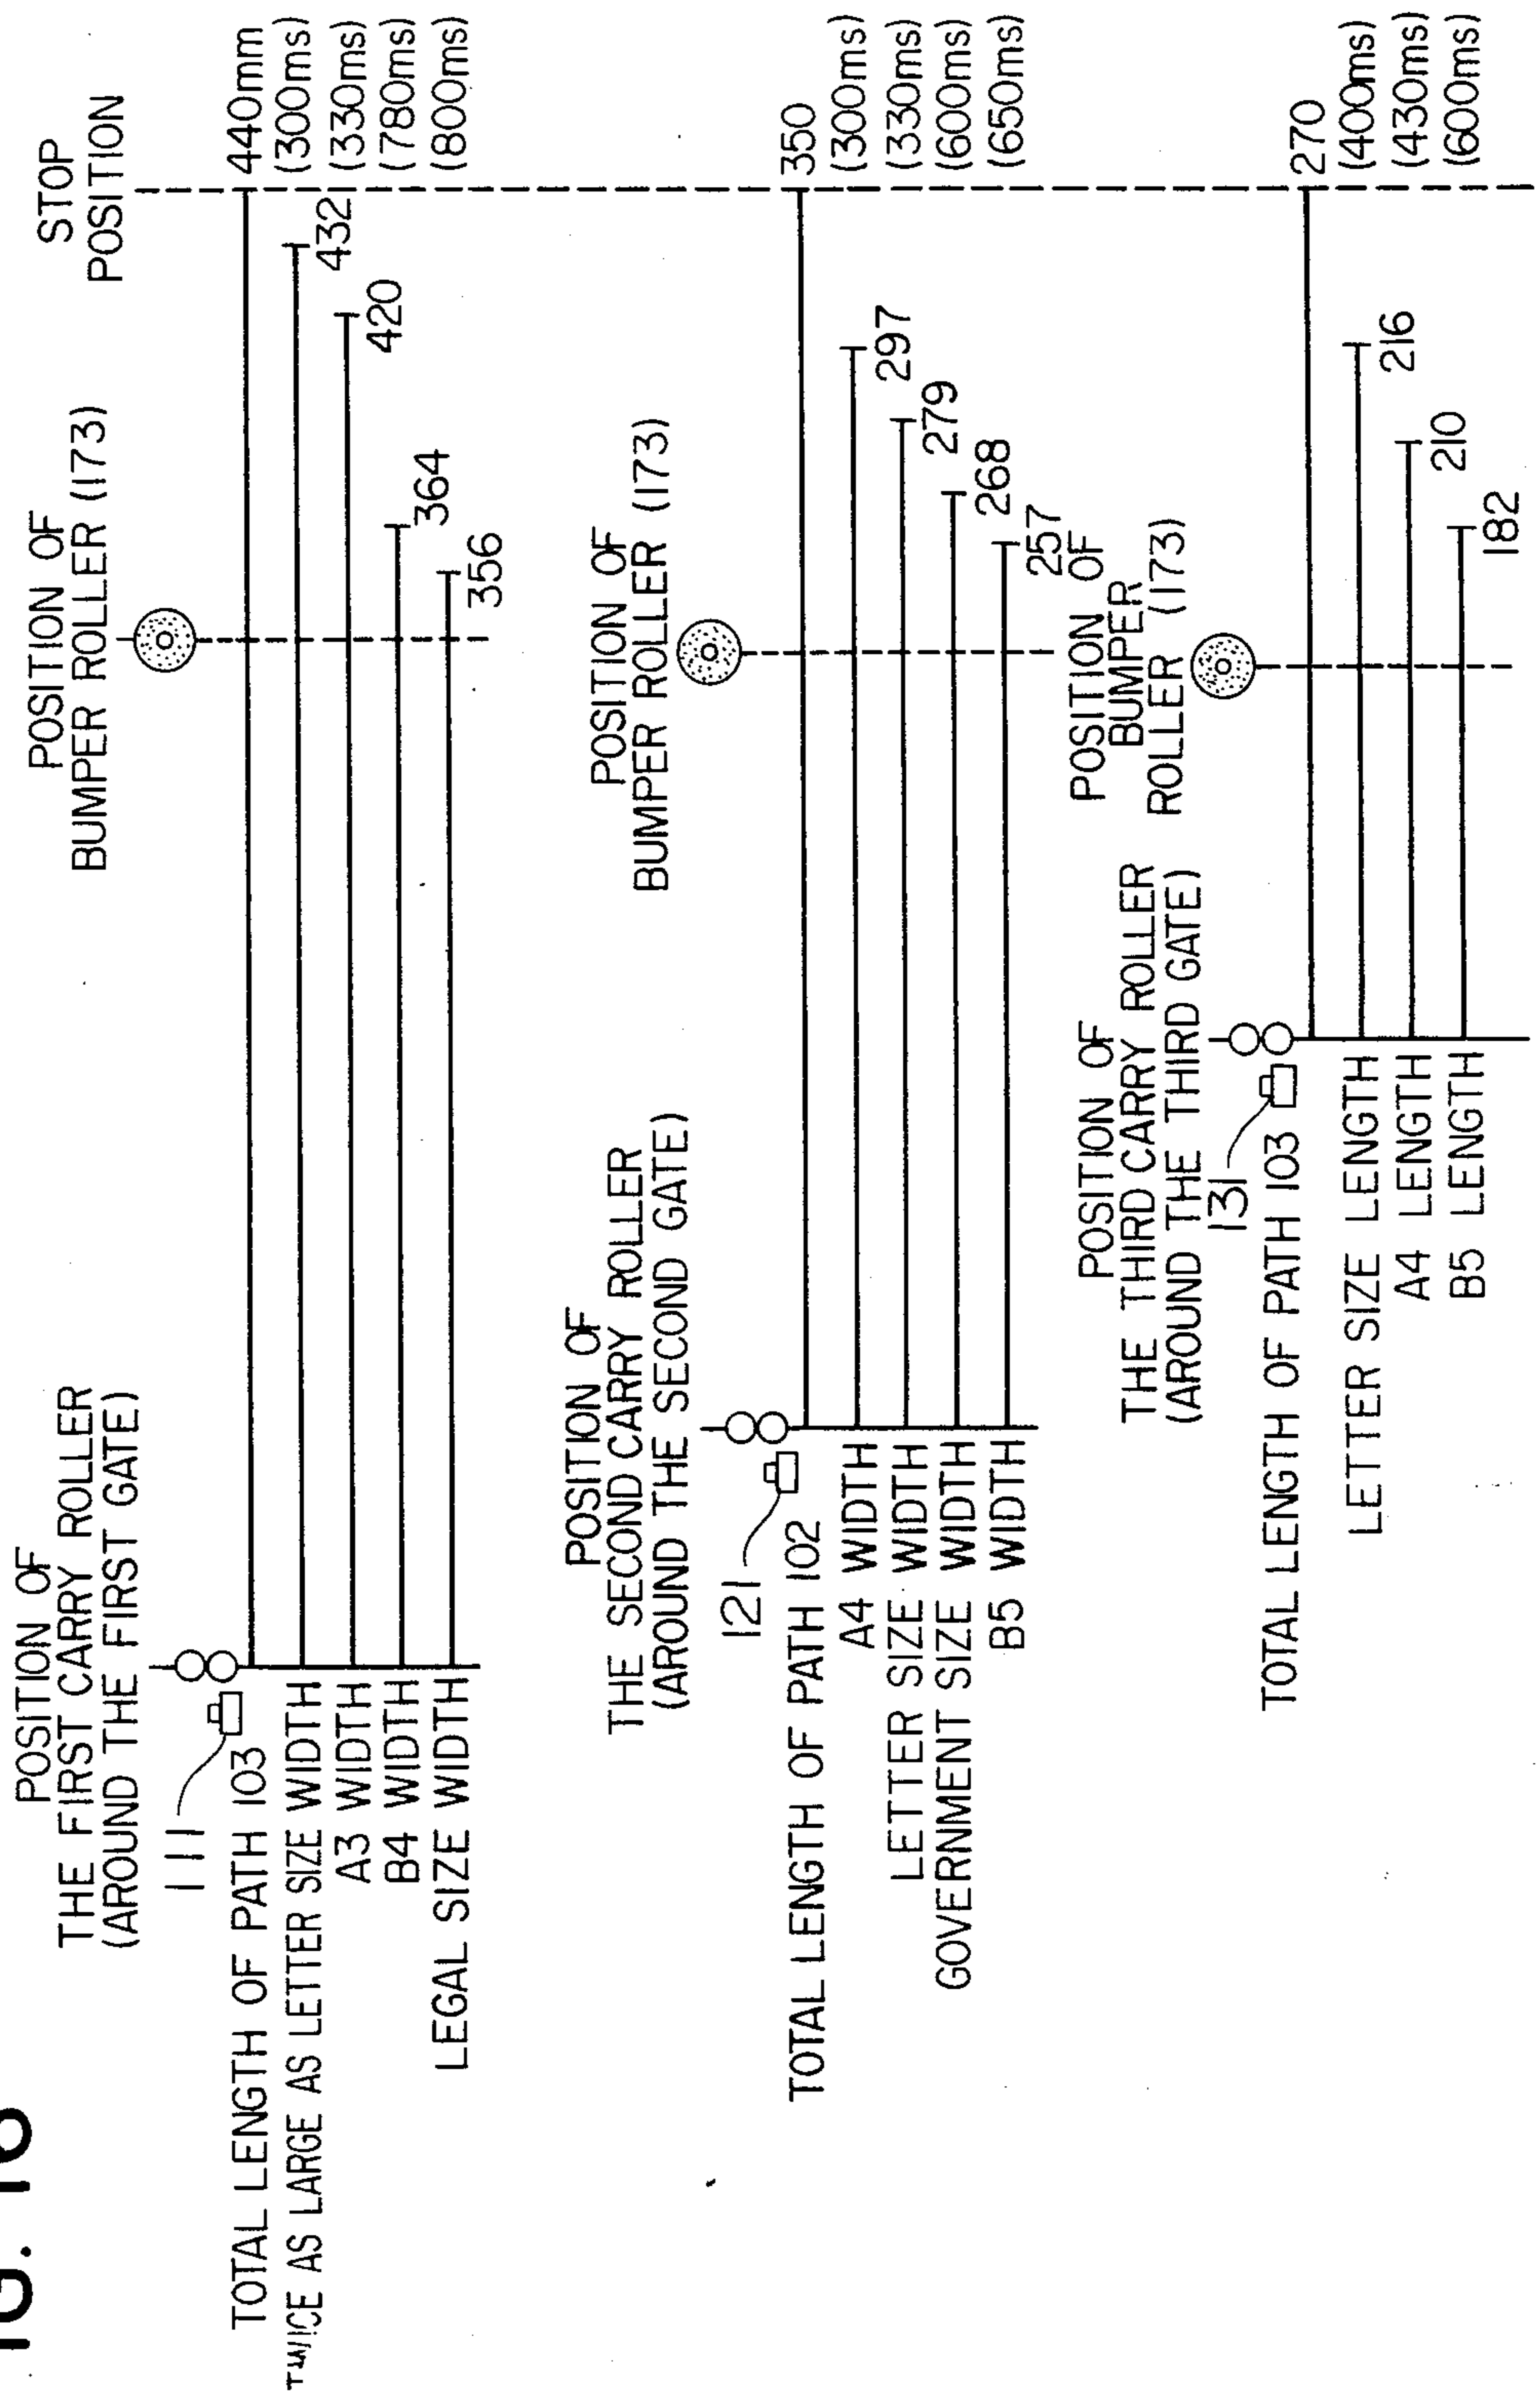 IG. 16
POSITION OF
THE FIRST CARRY ROLLER
(AROUND THE FIRST GATE)
POSITION OF
BUMPER ROLLER (173)
STOP
POSITION
111
TOTAL LENGTH OF PATH 103
440mm
TWICE AS LARGE AS LETTER SIZE WIDTH
432
(300ms)
A3 WIDTH
420
(330ms)
B4 WIDTH
364
(780ms)
LEGAL SIZE WIDTH
356
(800ms)
POSITION OF
THE SECOND CARRY ROLLER
(AROUND THE SECOND GATE)
POSITION OF
BUMPER ROLLER (173)
121
TOTAL LENGTH OF PATH 102
350
A4 WIDTH
297
(300ms)
LETTER SIZE WIDTH
279
(330ms)
GOVERNMENT SIZE WIDTH
268
(600ms)
B5 WIDTH
257
(650ms)
POSITION OF
THE THIRD CARRY ROLLER
(AROUND THE THIRD GATE)
POSITION OF
BUMPER
ROLLER (173)
131
TOTAL LENGTH OF PATH 103
270
LETTER SIZE LENGTH
216
(400ms)
A4 LENGTH
210
(430ms)
B5 LENGTH
182
(600ms)